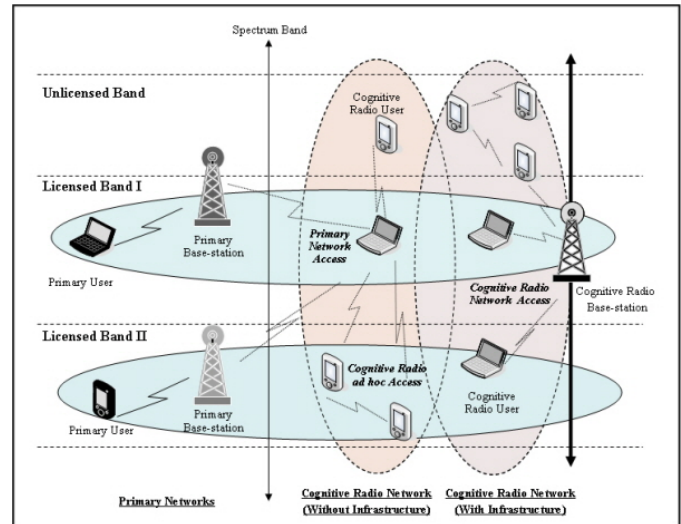 Spectrum Band
Unlicensed Band
Cognitive
Radio User
Licensed Band I
Primary
Network
Access
Primary
Base-station
Primary User
Cognitive Radio
Network Access
Cognitive Radio
Base-station
Licensed Band II
Cognitive Radio
ad hoc Access
Cognitive
Radio User
Primary
Base-station
Primary User
Primary Networks
Cognitive Radio Network
(Without Infrastructure)
Cognitive Radio Network
(With Infrastructure)